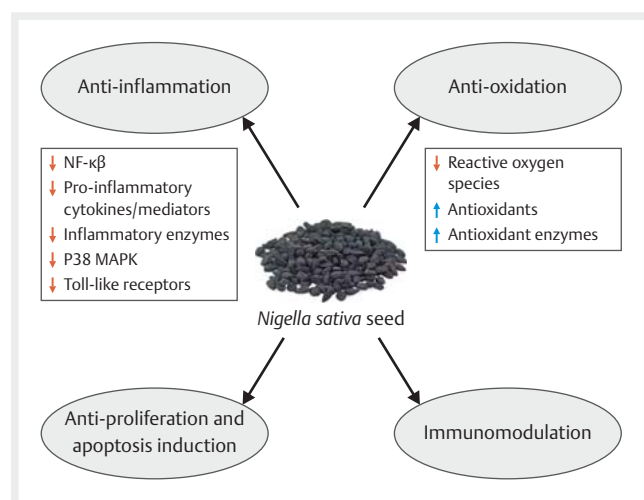 Anti-inflammation
Anti-oxidation
↓ NF-κβ
↓ Pro-inflammatory
cytokines/mediators
↓ Inflammatory enzymes
↓ P38 MAPK
↓ Toll-like receptors
↓ Reactive oxygen
species
↑ Antioxidants
↑ Antioxidant enzymes
Nigella sativa seed
Anti-proliferation and
apoptosis induction
Immunomodulation